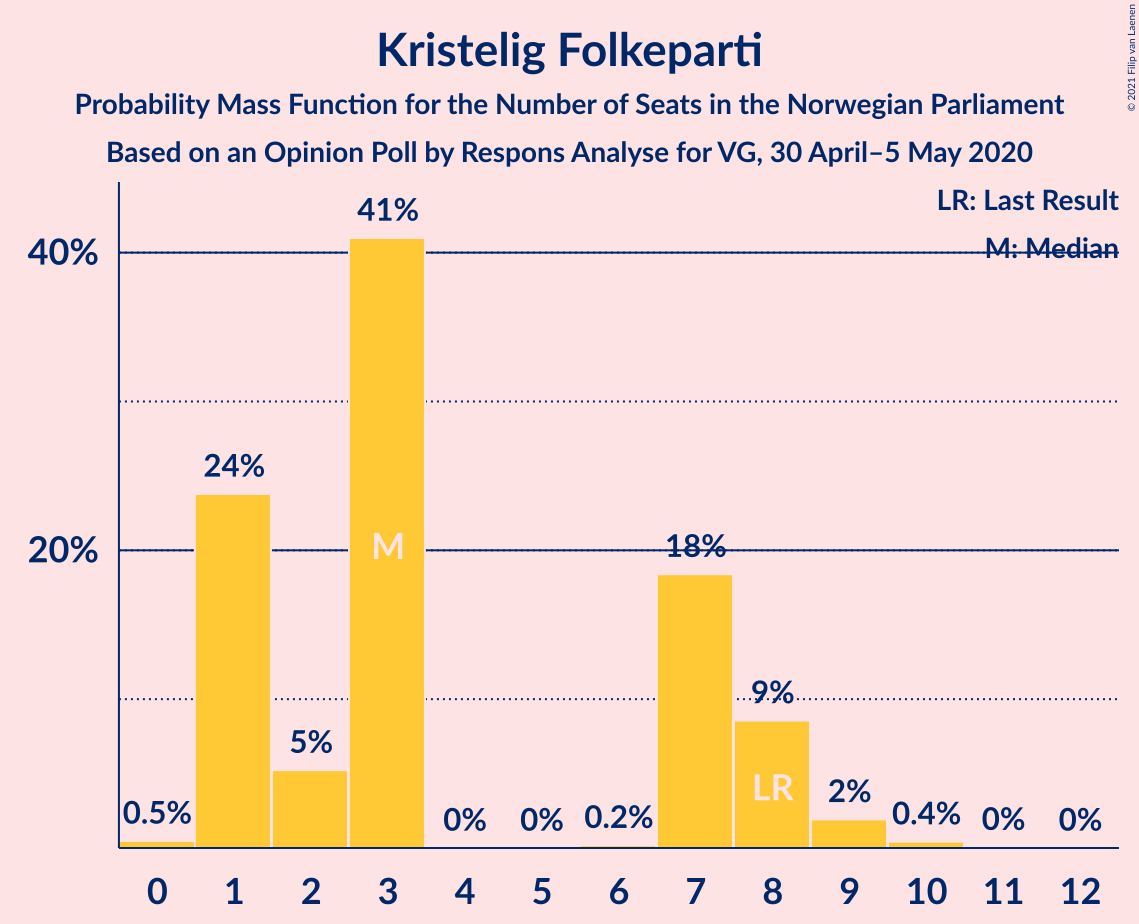 Kristelig Folkeparti
Probability Mass Function for the Number of Seats in the Norwegian Parliament
Based on an Opinion Poll by Respons Analyse for VG, 30 April–5 May 2020
© 2021 Filip van Laenen
LR: Last Result
M: Median
40%
20%
0.5%
24%
5%
41%
0%
0%
0.2%
18%
9%
2%
0.4%
0%
0%
M
LR
0 1 2 3 4 5 6 7 8 9 10 11 12